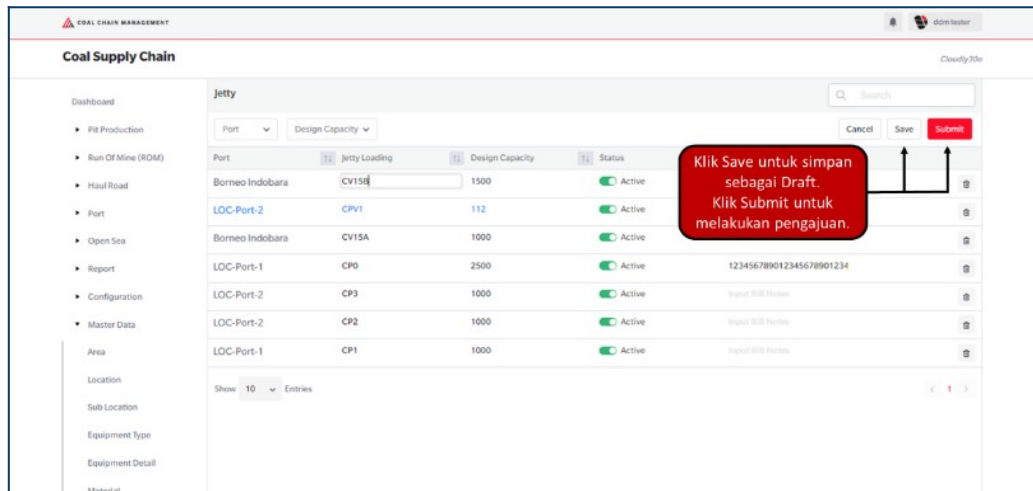 COAL CHAIN MANAGEMENT
ddm tester
Coal Supply Chain
Cloudly30o
Dashboard
Pit Production
Run Of Mine (ROM)
Haul Road
Port
Open Sea
Report
Configuration
Master Data
Area
Location
Sub Location
Equipment Type
Equipment Detail
Material
Jetty
Search
Port
Design Capacity
Cancel
Save
Submit
Port Jetty Loading Design Capacity Status
Borneo Indobara CV15B 1500 Active
LOC-Port-2 CPV1 112 Active
Borneo Indobara CV15A 1000 Active
LOC-Port-1 CP0 2500 Active 123456789012345678901234
LOC-Port-2 CP3 1000 Active
LOC-Port-2 CP2 1000 Active
LOC-Port-1 CP1 1000 Active
Klik Save untuk simpan
sebagai Draft.
Klik Submit untuk
melakukan pengajuan.
Show 10 Entries
< 1 >